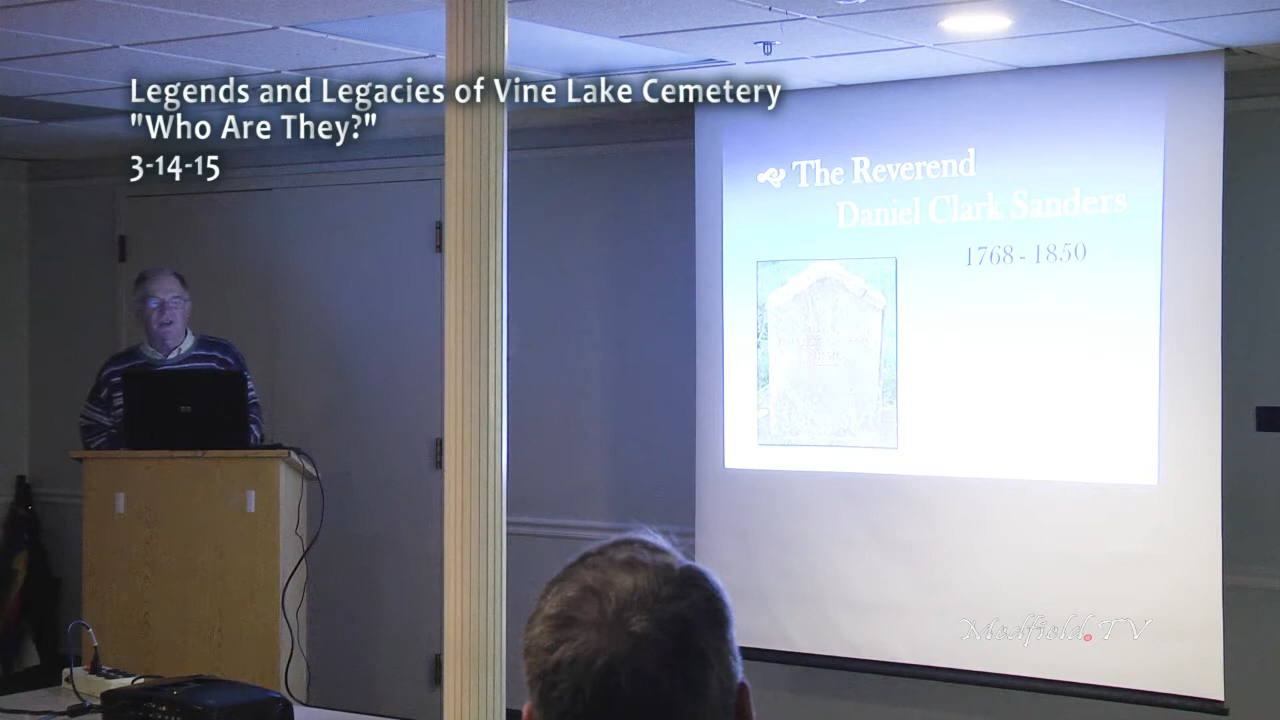 Legends and Legacies of Vine Lake Cemetery
"Who Are They?"
3-14-15
The Reverend
Daniel Clark Sanders
1768 - 1850
1850
Medfield.TV